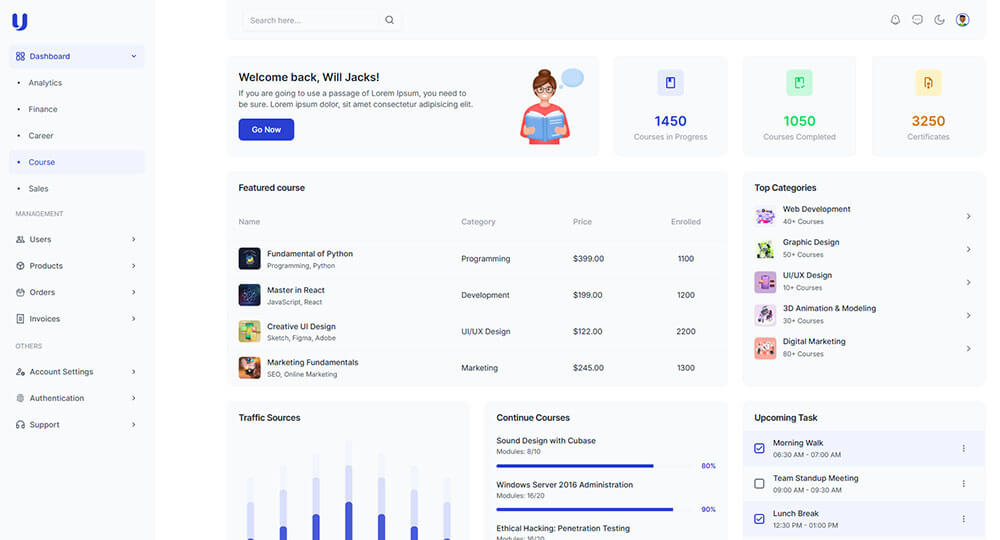 Dashboard
Analytics
Finance
Career
Course
Sales
MANAGEMENT
Users
Products
Orders
Invoices
OTHERS
Account Settings
Authentication
Support
Search here...
Welcome back, Will Jacks!
If you are going to use a passage of Lorem Ipsum, you need to
be sure. Lorem ipsum dolor, sit amet consectetur adipisicing elit.
Go Now
1450
Courses in Progress
1050
Courses Completed
3250
Certificates
Featured course
Name Category Price Enrolled
Fundamental of Python
Programming, Python
Programming $399.00 1100
Master in React
JavaScript, React
Development $199.00 1200
Creative UI Design
Sketch, Figma, Adobe
UI/UX Design $122.00 2200
Marketing Fundamentals
SEO, Online Marketing
Marketing $245.00 1300
Top Categories
Web Development
40+ Courses
Graphic Design
50+ Courses
UI/UX Design
10+ Courses
3D Animation & Modeling
30+ Courses
Digital Marketing
80+ Courses
Traffic Sources
Continue Courses
Sound Design with Cubase
Modules: 8/10
80%
Windows Server 2016 Administration
Modules: 16/20
90%
Ethical Hacking: Penetration Testing
Modules: 16/20
Upcoming Task
Morning Walk
06:30 AM - 07:00 AM
Team Standup Meeting
09:00 AM - 09:30 AM
Lunch Break
12:30 PM - 01:00 PM